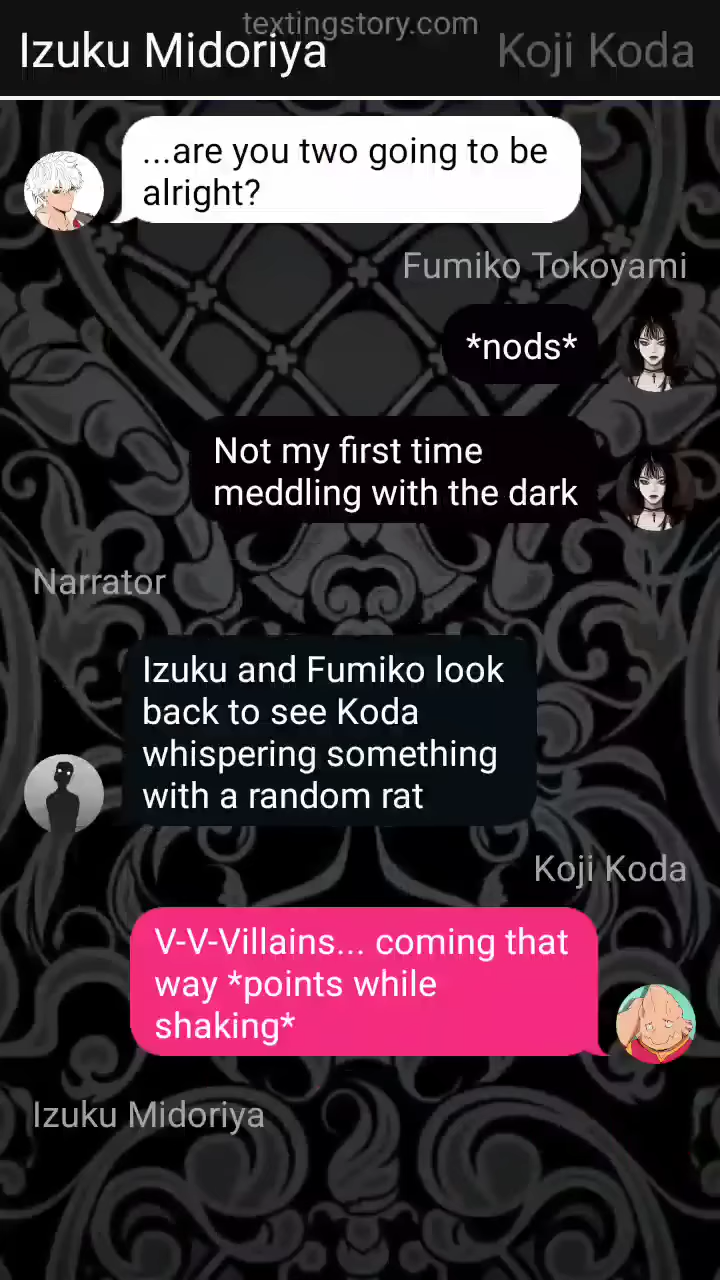 textingstory.com
Izuku Midoriya
Koji Koda
...are you two going to be
alright?
Fumiko Tokoyami
*nods*
Not my first time
meddling with the dark
Narrator
Izuku and Fumiko look
back to see Koda
whispering something
with a random rat
Koji Koda
V-V-Villains... coming that
way *points while
shaking*
Izuku Midoriya